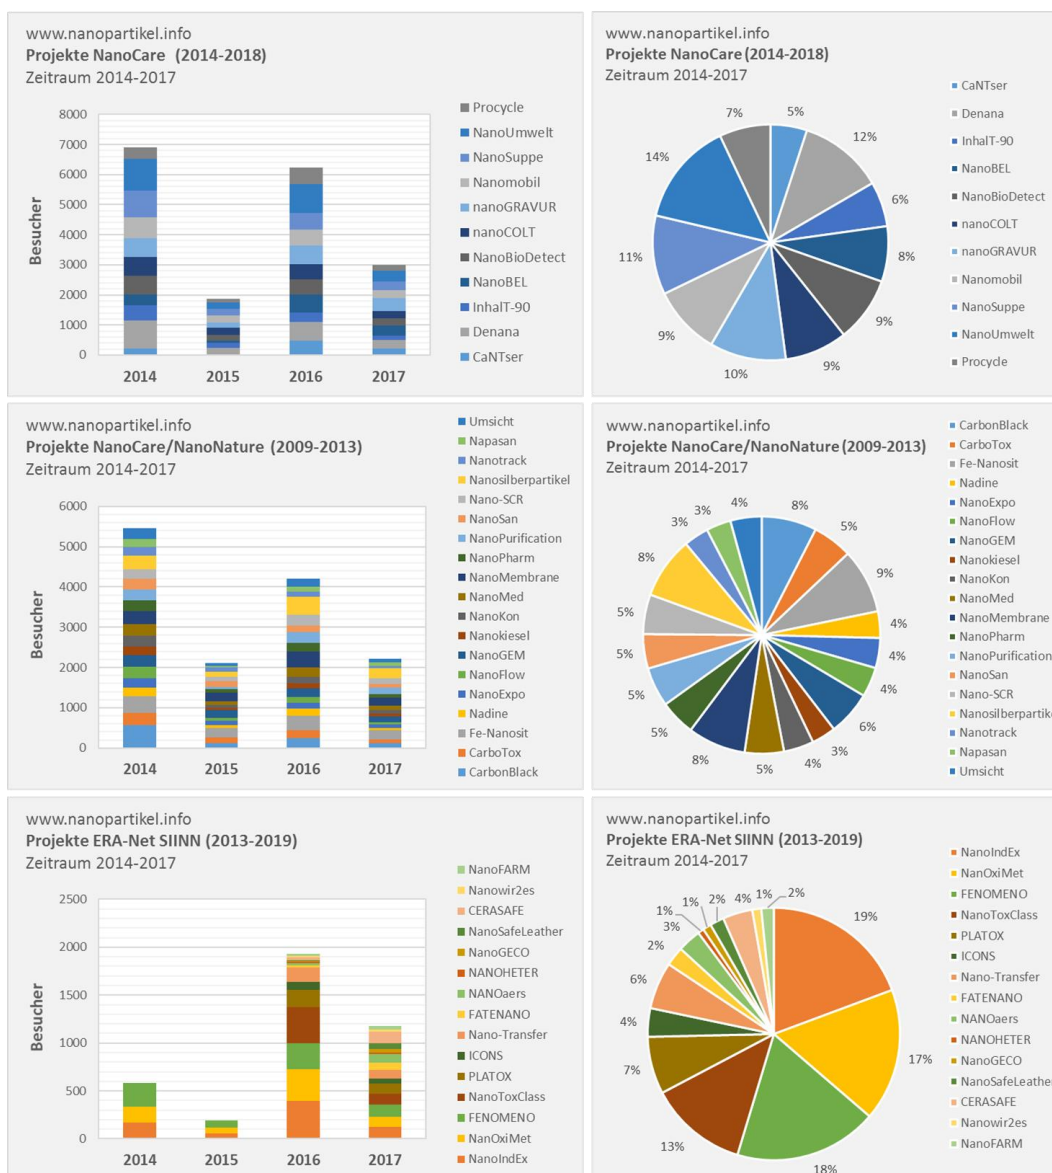 www.nanopartikel.info
Projekte NanoCare (2014-2018)
Zeitraum 2014-2017
Besucher
8000
7000
6000
5000
4000
3000
2000
1000
0
2014 2015 2016 2017
Procycle
NanoUmwelt
NanoSuppe
Nanomobil
nanoGRAVUR
nanoCOLT
NanoBioDetect
NanoBEL
InhalT-90
Denana
CaNTser
www.nanopartikel.info
Projekte NanoCare (2014-2018)
Zeitraum 2014-2017
5%
12%
6%
8%
9%
9%
10%
9%
11%
14%
7%
CaNTser
Denana
InhalT-90
NanoBEL
NanoBioDetect
nanoCOLT
nanoGRAVUR
Nanomobil
NanoSuppe
NanoUmwelt
Procycle
www.nanopartikel.info
Projekte NanoCare/NanoNature (2009-2013)
Zeitraum 2014-2017
Besucher
6000
5000
4000
3000
2000
1000
0
2014 2015 2016 2017
Umsicht
Napasan
Nanotrack
Nanosilberpartikel
Nano-SCR
NanoSan
NanoPurification
NanoPharm
NanoMembrane
NanoMed
NanoKon
Nanokiesel
NanoGEM
NanoFlow
NanoExpo
Nadine
Fe-Nanosit
CarboTox
CarbonBlack
www.nanopartikel.info
Projekte NanoCare/NanoNature (2009-2013)
Zeitraum 2014-2017
8%
5%
9%
4%
4%
4%
6%
3%
4%
5%
8%
5%
5%
5%
5%
8%
3%
3%
4%
CarbonBlack
CarboTox
Fe-Nanosit
Nadine
NanoExpo
NanoFlow
NanoGEM
Nanokiesel
NanoKon
NanoMed
NanoMembrane
NanoPharm
NanoPurification
NanoSan
Nano-SCR
Nanosilberpartikel
Nanotrack
Napasan
Umsicht
www.nanopartikel.info
Projekte ERA-Net SIINN (2013-2019)
Zeitraum 2014-2017
Besucher
2500
2000
1500
1000
500
0
2014 2015 2016 2017
NanoFARM
Nanowir2es
CERASAFE
NanoSafeLeather
NanoGECO
NANOHETER
NANOaers
FATENANO
Nano-Transfer
ICONS
PLATOX
NanoToxClass
FENOMENO
NanOxiMet
NanoIndEx
www.nanopartikel.info
Projekte ERA-Net SIINN (2013-2019)
Zeitraum 2014-2017
19%
17%
18%
13%
7%
4%
6%
2%
3%
1%
1%
2%
4%
1%
2%
NanoIndEx
NanOxiMet
FENOMENO
NanoToxClass
PLATOX
ICONS
Nano-Transfer
FATENANO
NANOaers
NANOHETER
NanoGECO
NanoSafeLeather
CERASAFE
Nanowir2es
NanoFARM